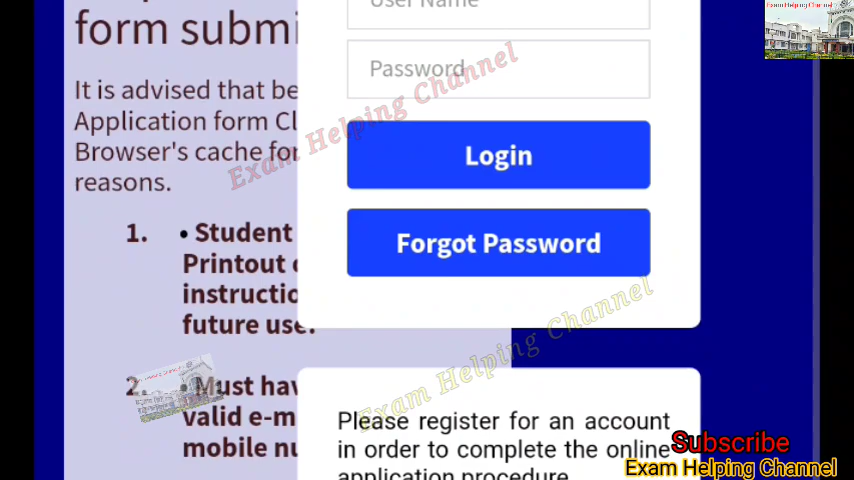 form submi
It is advised that be
Application form Cl
Browser's cache for
reasons.
1. • Student
Printout
instructio
future use.
2. • Must hav
valid e-m
mobile nu
User Name
Password
Login
Forgot Password
Please register for an account
in order to complete the online
application procedure
Exam Helping Channel
Exam Helping Channel
Exam Helping Channel
Subscribe
Exam Helping Channel